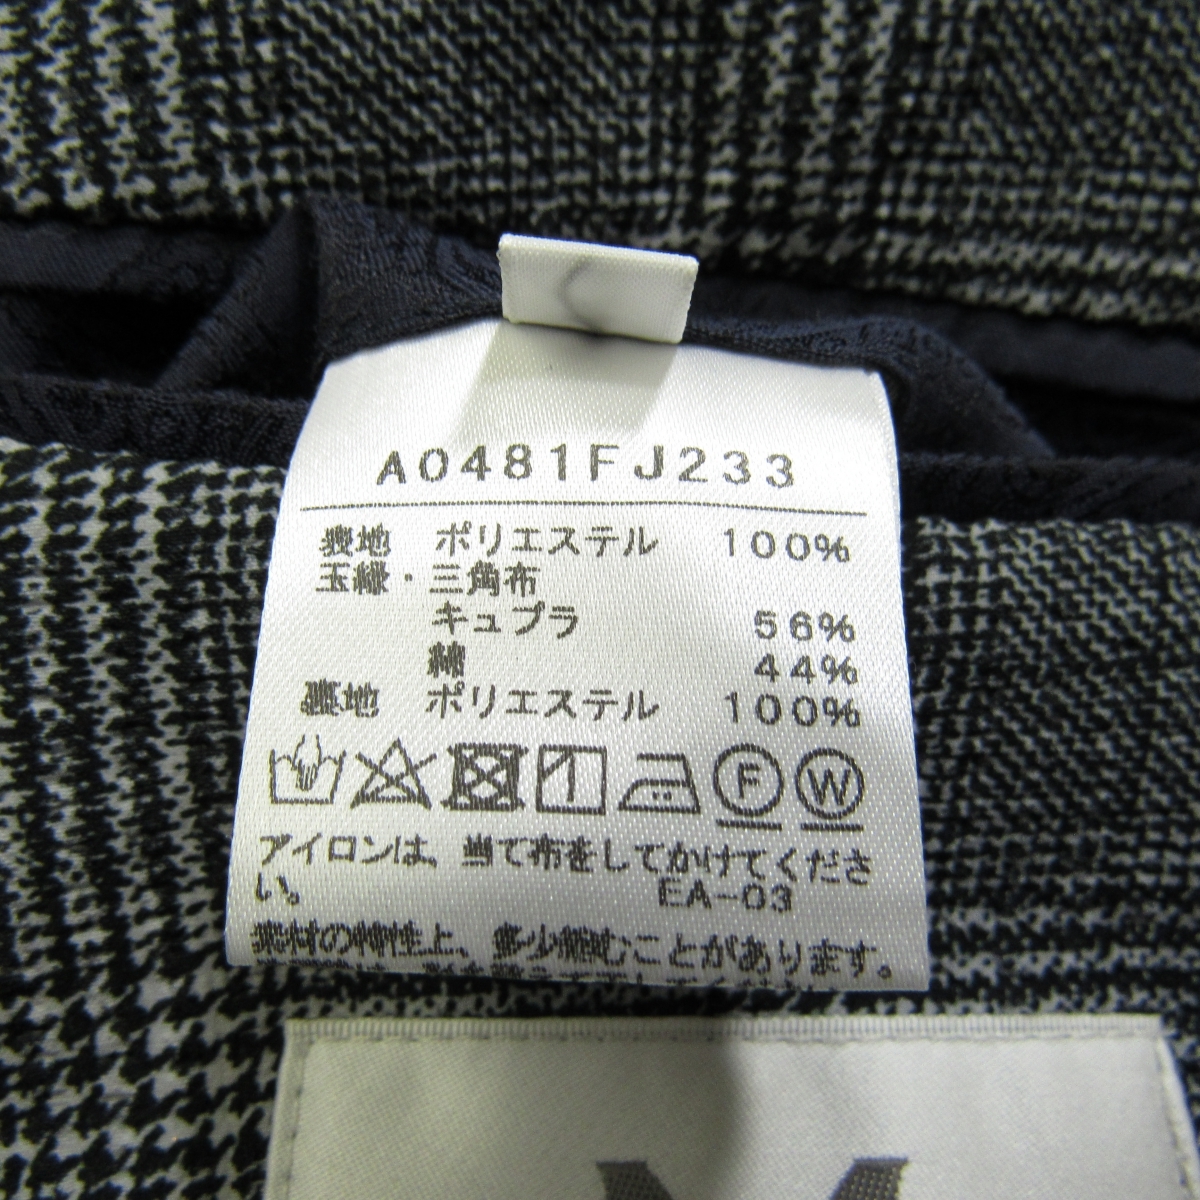 A0481FJ233
表地 ポリエステル 100%
玉縁・三角布
キュプラ 56%
綿 44%
裏地 ポリエステル 100%
F W
アイロンは、当て布をしてかけてくださ
い。 EA-03
素材の特性上、多少縮むことがあります。